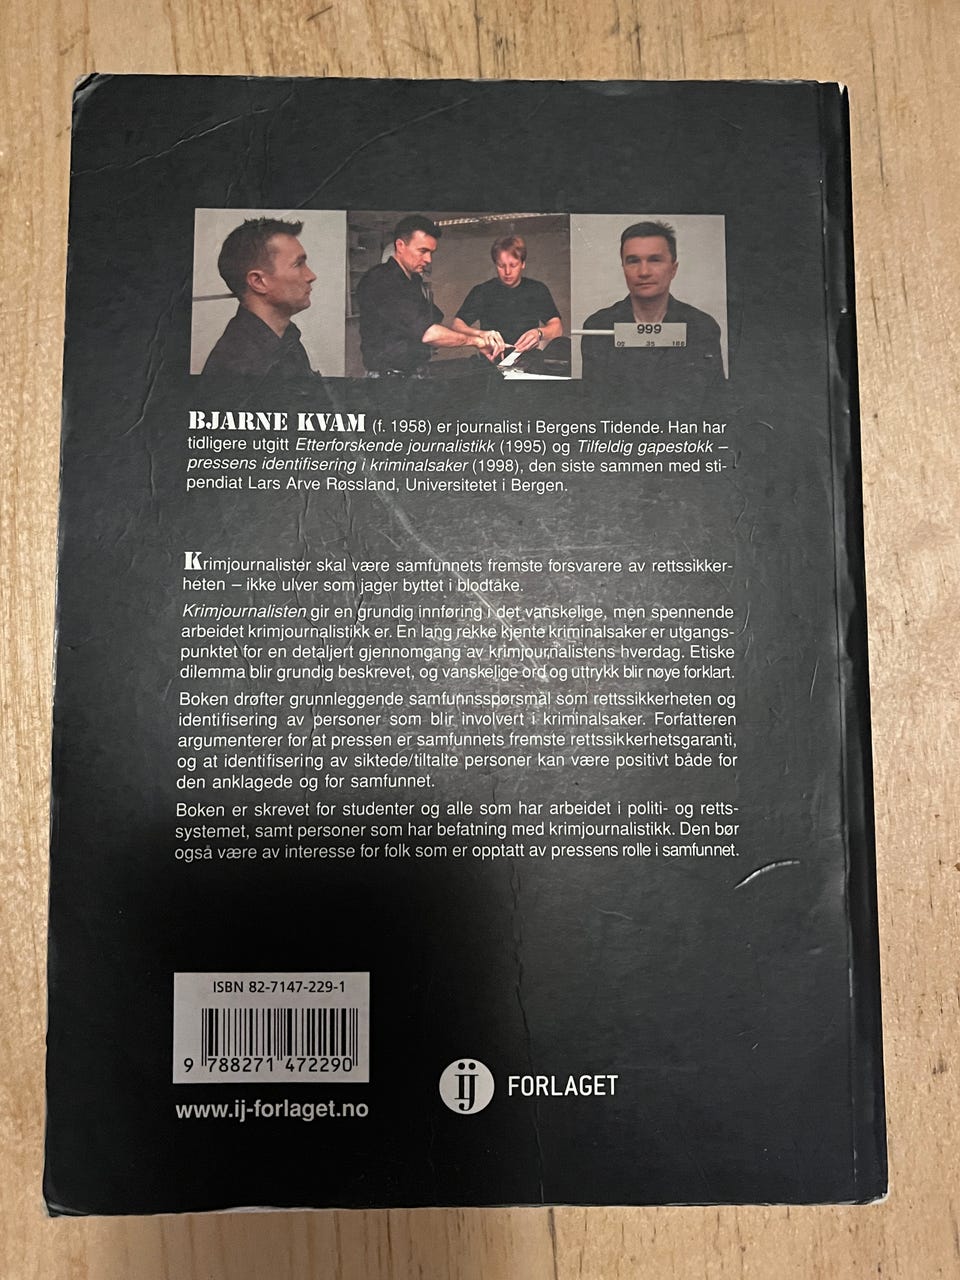 999
02 35 188
BJARNE KVAM (f. 1958) er journalist i Bergens Tidende. Han har
tidligere utgitt Etterforskende journalistikk (1995) og Tilfeldig gapestokk –
pressens identifisering i kriminalsaker (1998), den siste sammen med sti-
pendiat Lars Arve Røssland, Universitetet i Bergen.
Krimjournalister skal være samfunnets fremste forsvarere av rettssikker-
heten – ikke ulver som jager byttet i blodtåke.
Krimjournalisten gir en grundig innføring i det vanskelige, men spennende
arbeidet krimjournalistikk er. En lang rekke kjente kriminalsaker er utgangs-
punktet for en detaljert gjennomgang av krimjournalistens hverdag. Etiske
dilemma blir grundig beskrevet, og vanskelige ord og uttrykk blir nøye forklart.
Boken drøfter grunnleggende samfunnsspørsmål som rettssikkerheten og
identifisering av personer som blir involvert i kriminalsaker. Forfatteren
argumenterer for at pressen er samfunnets fremste rettssikkerhetsgaranti,
og at identifisering av siktede/tiltalte personer kan være positivt både for
den anklagede og for samfunnet.
Boken er skrevet for studenter og alle som har arbeidet i politi- og retts-
systemet, samt personer som har befatning med krimjournalistikk. Den bør
også være av interesse for folk som er opptatt av pressens rolle i samfunnet.
ISBN 82-7147-229-1
9 788271 472290
www.ij-forlaget.no
IJ FORLAGET